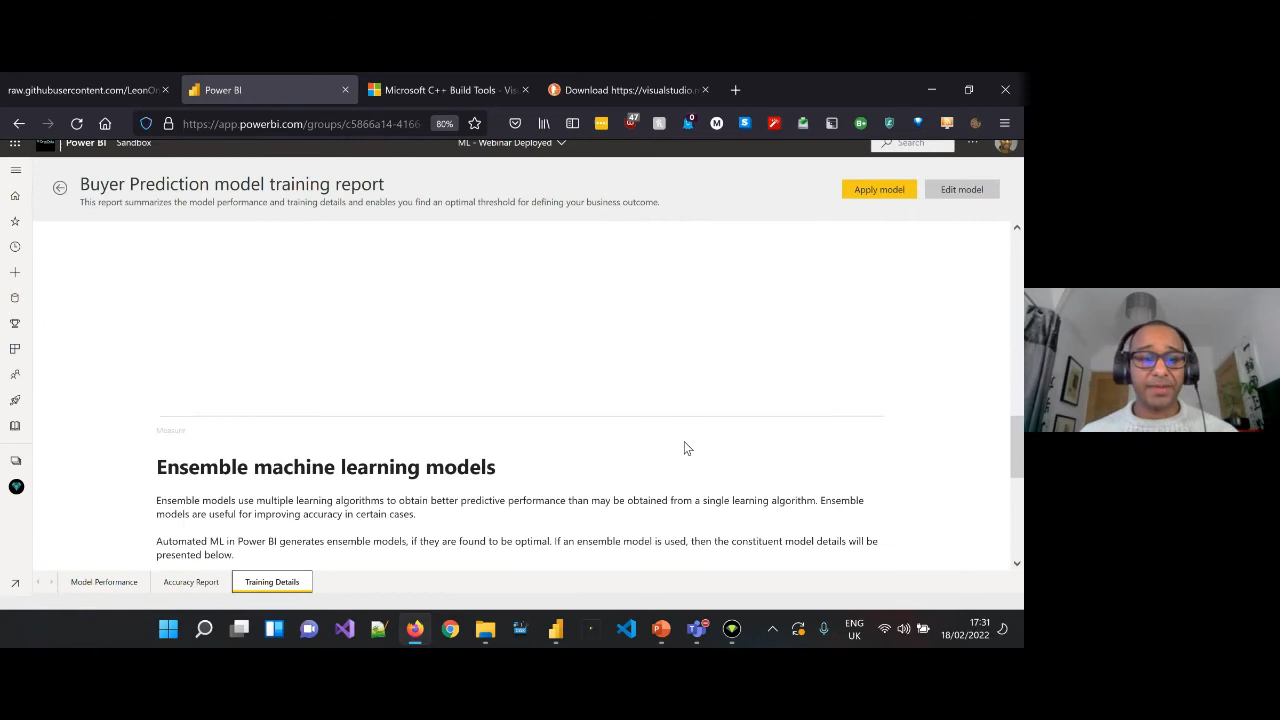 raw.githubusercontent.com/LeonOr
Power BI
Microsoft C++ Build Tools - Vis
Download https://visualstudio.m
https://app.powerbi.com/groups/c5866a14-4166
80%
47
0
Power BI
Sandbox
ML - Webinar Deployed
Search
Buyer Prediction model training report
This report summarizes the model performance and training details and enables you find an optimal threshold for defining your business outcome.
Apply model
Edit model
Measure
Ensemble machine learning models
Ensemble models use multiple learning algorithms to obtain better predictive performance than may be obtained from a single learning algorithm. Ensemble
models are useful for improving accuracy in certain cases.
Automated ML in Power BI generates ensemble models, if they are found to be optimal. If an ensemble model is used, then the constituent model details will be
presented below.
Model Performance
Accuracy Report
Training Details
ENG
UK
17:31
18/02/2022